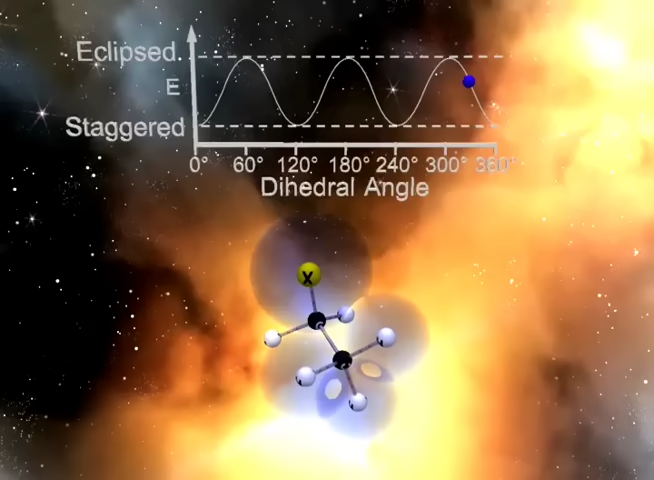 Eclipsed
E
Staggered
0° 60° 120° 180° 240° 300° 360°
Dihedral Angle
X